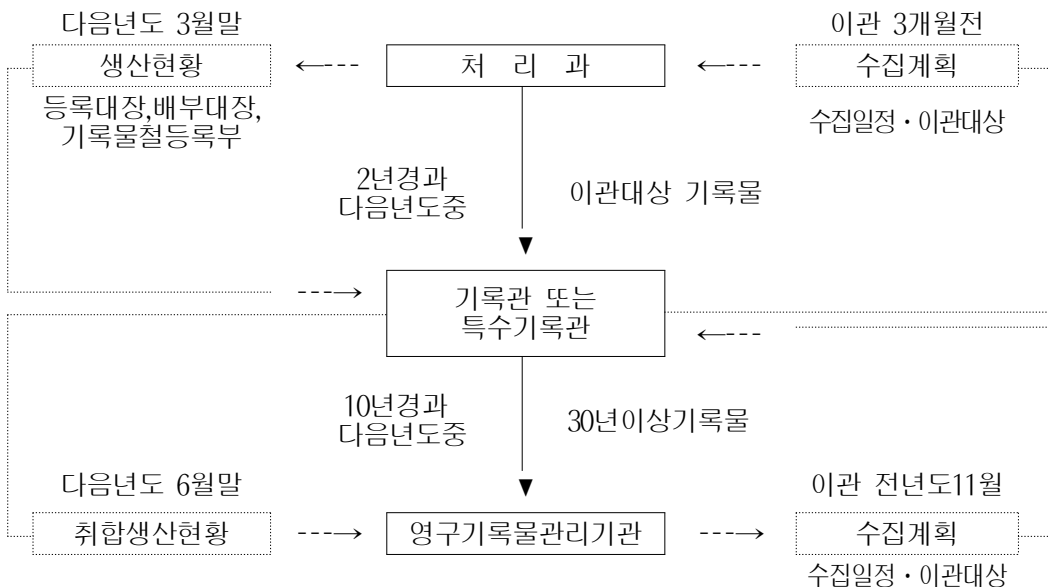 다음년도 3월말
이관 3개월전
생산현황
←---
처 리 과
←---
수집계획
등록대장,배부대장,
기록물철등록부
수집일정・이관대상
2년경과
다음년도중
이관대상 기록물
---→
기록관 또는
특수기록관
←---
10년경과
다음년도중
30년이상기록물
다음년도 6월말
이관 전년도11월
취합생산현황
---→
영구기록물관리기관
---→
수집계획
수집일정・이관대상